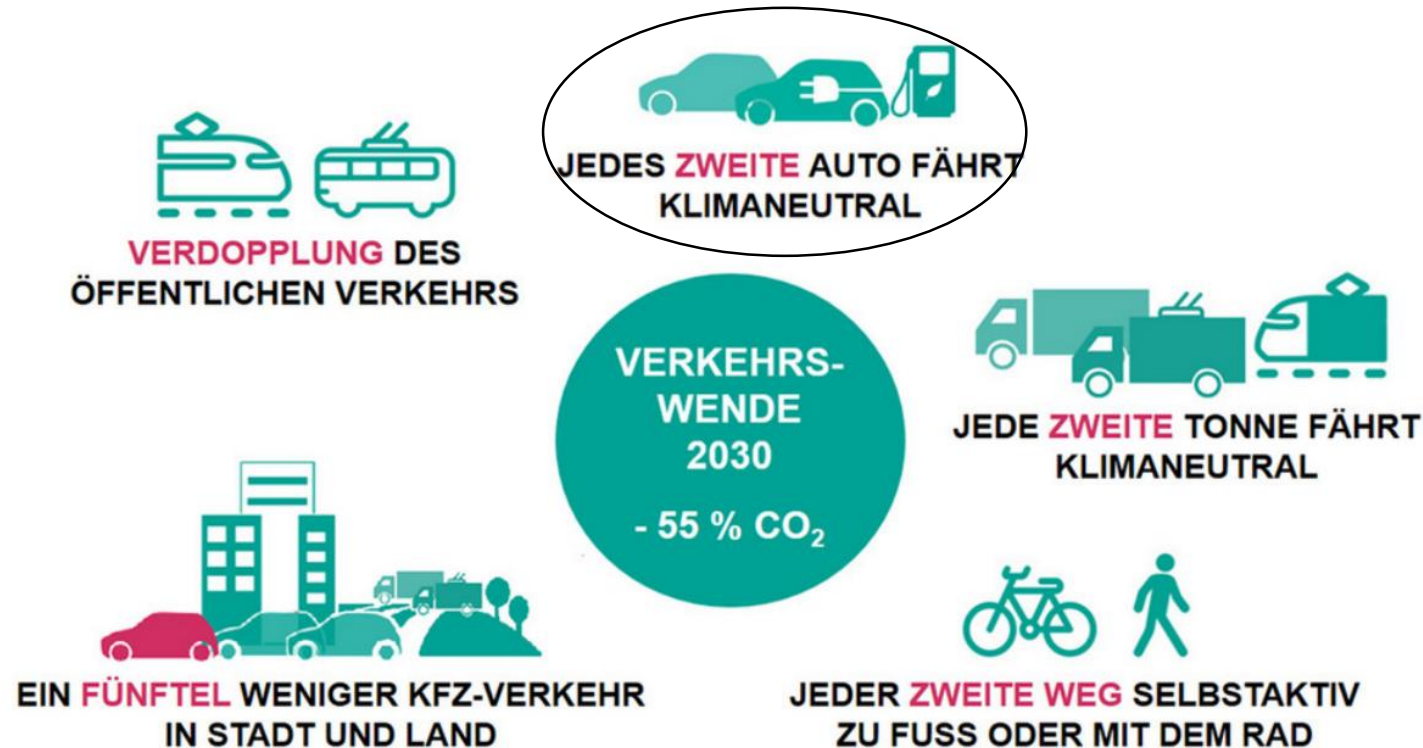 JEDES ZWEITE AUTO FÄHRT
KLIMANEUTRAL
VERDOPPLUNG DES
ÖFFENTLICHEN VERKEHRS
VERKEHRS-
WENDE
2030
- 55 % CO₂
JEDE ZWEITE TONNE FÄHRT
KLIMANEUTRAL
EIN FÜNFTEL WENIGER KFZ-VERKEHR
IN STADT UND LAND
JEDER ZWEITE WEG SELBSTAKTIV
ZU FUSS ODER MIT DEM RAD